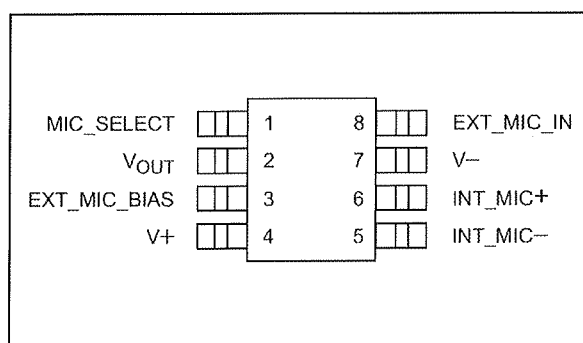 MIC_SELECT 1 8 EXT_MIC_IN
VOUT 2 7 V−
EXT_MIC_BIAS 3 6 INT_MIC+
V+ 4 5 INT_MIC−